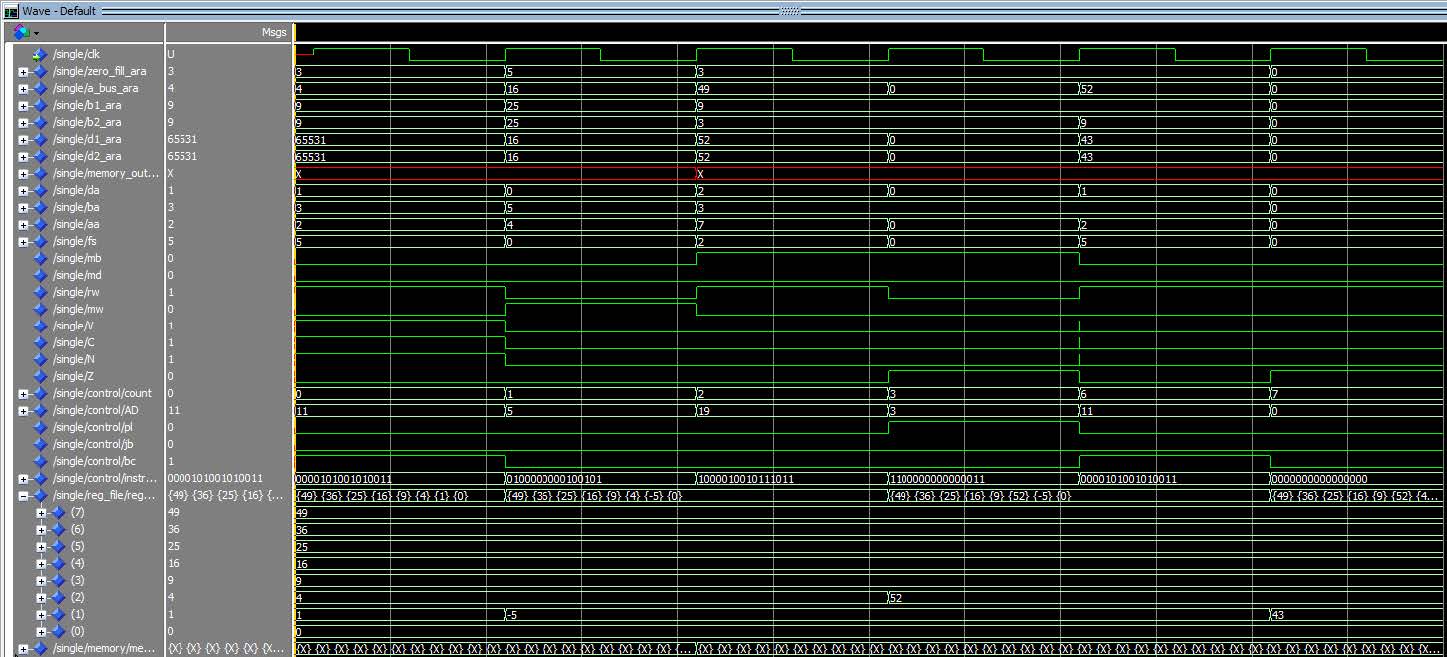 Wave - Default
Msgs
/single/clk U
/single/zero_fill_ara 3 3 5 3 0
/single/a_bus_ara 4 4 16 49 0 52 0
/single/b1_ara 9 9 25 9 0
/single/b2_ara 9 9 25 3 9 0
/single/d1_ara 65531 65531 16 52 0 43 0
/single/d2_ara 65531 65531 16 52 0 43 0
/single/memory_out... X X X
/single/da 1 1 0 2 0 1 0
/single/ba 3 3 5 3 0
/single/aa 2 2 4 7 0 2 0
/single/fs 5 5 0 2 0 5 0
/single/mb 0
/single/md 0
/single/rw 1
/single/mw 0
/single/V 1
/single/C 1
/single/N 1
/single/Z 0
/single/control/count 0 0 1 2 3 6 7
/single/control/AD 11 11 5 19 3 11 0
/single/control/pl 0
/single/control/jb 0
/single/control/bc 1
/single/control/instr... 0000101001010011 0000101001010011 0100000000100101 1000010010111011 1100000000000011 0000101001010011 0000000000000000
/single/reg_file/reg... {49} {36} {25} {16} {... {49} {36} {25} {16} {9} {4} {1} {0} {49} {36} {25} {16} {9} {4} {-5} {0} {49} {36} {25} {16} {9} {52} {-5} {0} {49} {36} {25} {16} {9} {52} {4...
(7) 49 49
(6) 36 36
(5) 25 25
(4) 16 16
(3) 9 9
(2) 4 4 52
(1) 1 1 -5 43
(0) 0 0
/single/memory/me... {X} {X} {X} {X} {X} {X... {X} {X} {X} {X} {X} {X} {X} {X} {X} {X} {X} {X} {X} {X} {X} {X} {X} {X} {X} {X} {...